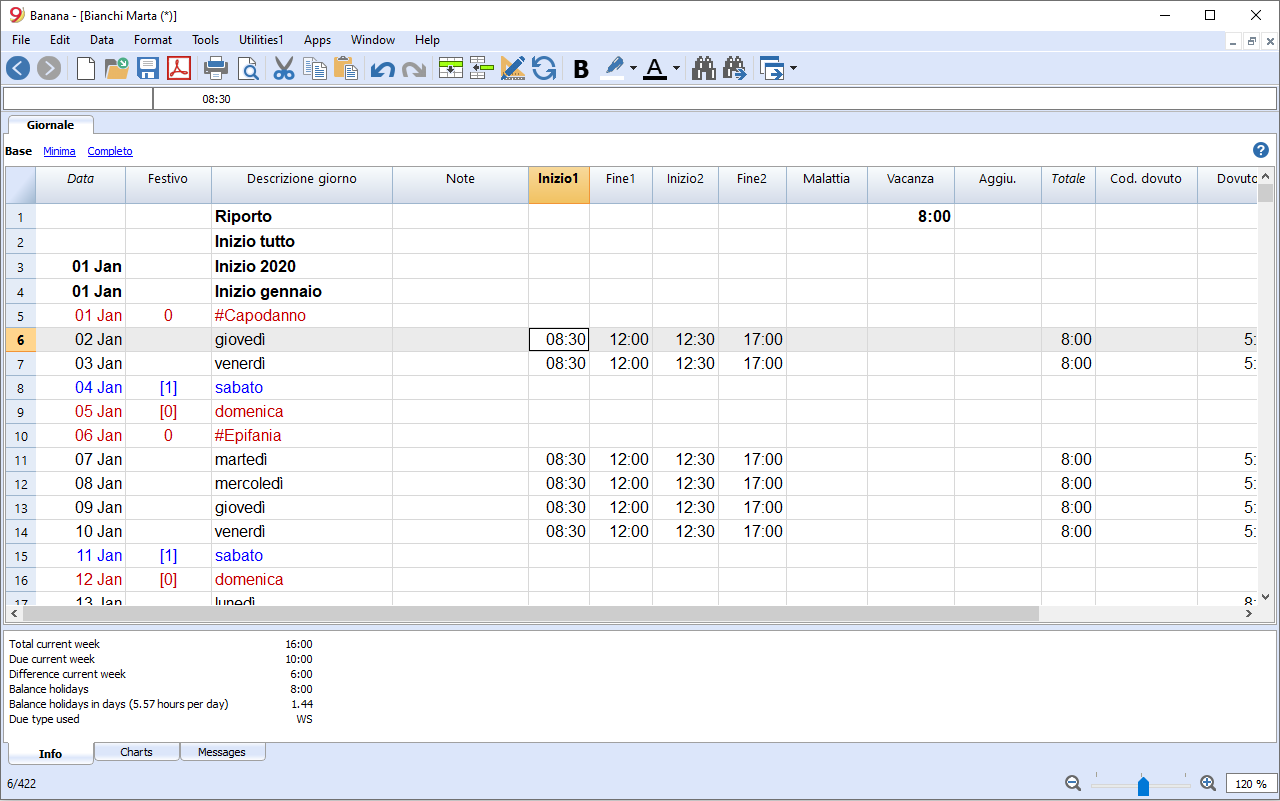 Banana - [Bianchi Marta (*)]
File Edit Data Format Tools Utilities1 Apps Window Help
B A
08:30
Giornale
Base Minima Completo ?
Data Festivo Descrizione giorno Note Inizio1 Fine1 Inizio2 Fine2 Malattia Vacanza Aggiu. Totale Cod. dovuto Dovuto
1 Riporto 8:00
2 Inizio tutto
3 01 Jan Inizio 2020
4 01 Jan Inizio gennaio
5 01 Jan 0 #Capodanno
6 02 Jan giovedì 08:30 12:00 12:30 17:00 8:00 5:
7 03 Jan venerdì 08:30 12:00 12:30 17:00 8:00 5:
8 04 Jan [1] sabato
9 05 Jan [0] domenica
10 06 Jan 0 #Epifania
11 07 Jan martedì 08:30 12:00 12:30 17:00 8:00 5:
12 08 Jan mercoledì 08:30 12:00 12:30 17:00 8:00 5:
13 09 Jan giovedì 08:30 12:00 12:30 17:00 8:00 5:
14 10 Jan venerdì 08:30 12:00 12:30 17:00 8:00 5:
15 11 Jan [1] sabato
16 12 Jan [0] domenica
17 13 Jan lunedì 8:
Total current week 16:00
Due current week 10:00
Difference current week 6:00
Balance holidays 8:00
Balance holidays in days (5.57 hours per day) 1.44
Due type used WS
Info Charts Messages
6/422 120 %